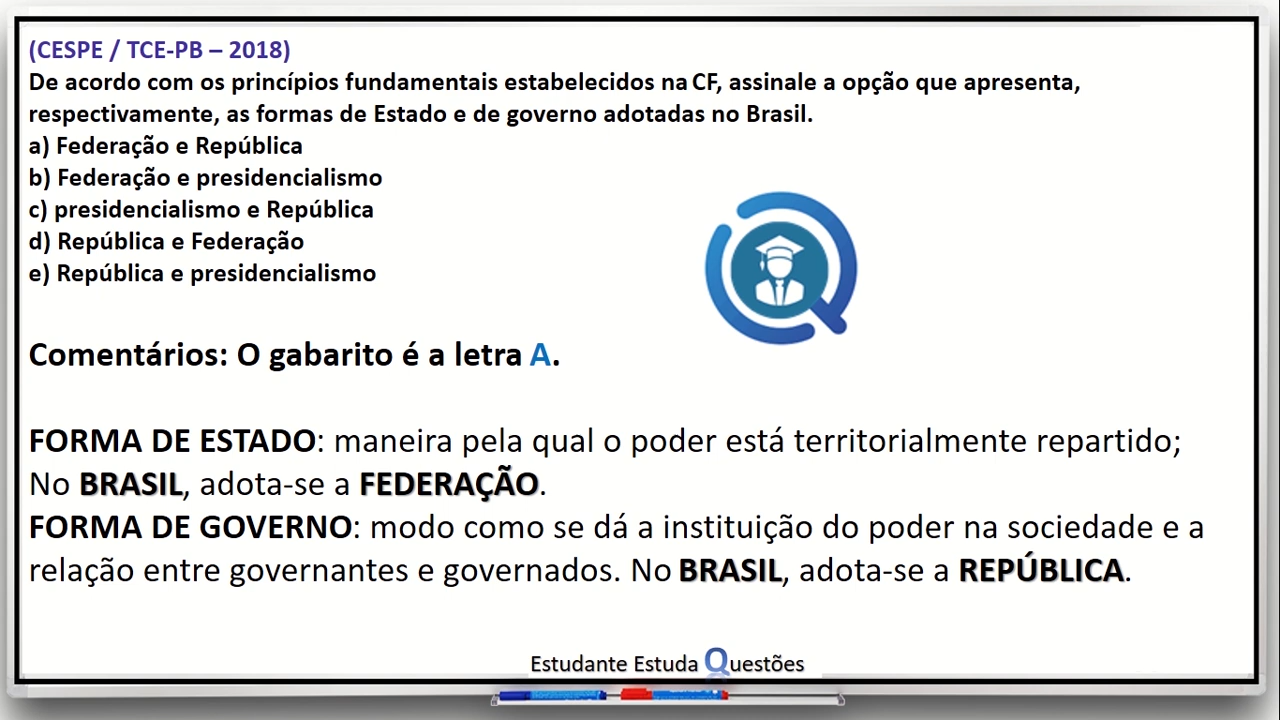 (CESPE / TCE-PB – 2018)
De acordo com os princípios fundamentais estabelecidos na CF, assinale a opção que apresenta,
respectivamente, as formas de Estado e de governo adotadas no Brasil.
a) Federação e República
b) Federação e presidencialismo
c) presidencialismo e República
d) República e Federação
e) República e presidencialismo
Comentários: O gabarito é a letra A.
FORMA DE ESTADO: maneira pela qual o poder está territorialmente repartido;
No BRASIL, adota-se a FEDERAÇÃO.
FORMA DE GOVERNO: modo como se dá a instituição do poder na sociedade e a
relação entre governantes e governados. No BRASIL, adota-se a REPÚBLICA.
Estudante Estuda Questões